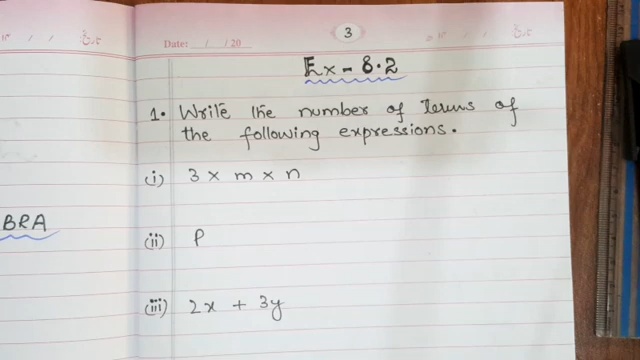 3
Date: / / 20
Ex - 8.2
1. Write the number of terms of
the following expressions.
(i) 3 × m × n
BRA
(ii) P
(iii) 2x + 3y